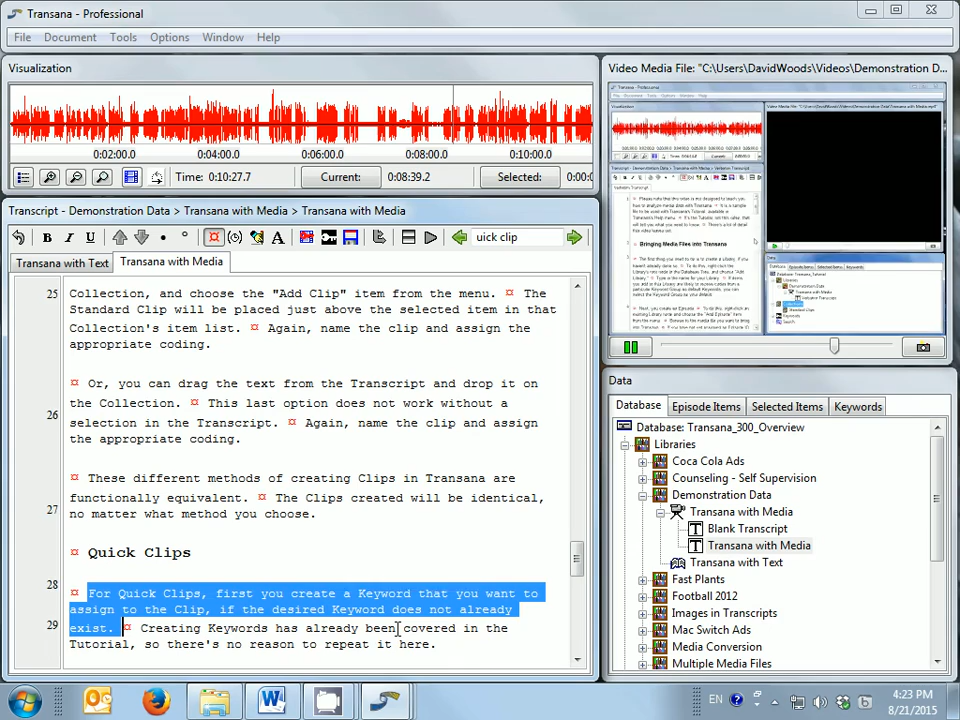 Transana - Professional
File Document Tools Options Window Help
Visualization
0:02:00.0 0:04:00.0 0:06:00.0 0:08:00.0 0:10:00.0
Time: 0:10:27.7 Current: 0:08:39.2 Selected: 0:00:
Transcript - Demonstration Data > Transana with Media > Transana with Media
B I U A uick clip
Transana with Text Transana with Media
25 Collection, and choose the "Add Clip" item from the menu. ¤ The
Standard Clip will be placed just above the selected item in that
Collection's item list. ¤ Again, name the clip and assign the
appropriate coding.
¤ Or, you can drag the text from the Transcript and drop it on
the Collection. ¤ This last option does not work without a
26 selection in the Transcript. ¤ Again, name the clip and assign
the appropriate coding.
¤ These different methods of creating Clips in Transana are
functionally equivalent. ¤ The Clips created will be identical,
27 no matter what method you choose.
¤ Quick Clips
28 ¤ For Quick Clips, first you create a Keyword that you want to
assign to the Clip, if the desired Keyword does not already
29 exist. ¤ Creating Keywords has already been covered in the
Tutorial, so there's no reason to repeat it here.
Video Media File: "C:\Users\DavidWoods\Videos\Demonstration D...
Bringing Media Files into Transana
Data
Database Episode Items Selected Items Keywords
Database: Transana_300_Overview
Libraries
Coca Cola Ads
Counseling - Self Supervision
Demonstration Data
Transana with Media
Blank Transcript
Transana with Media
Transana with Text
Fast Plants
Football 2012
Images in Transcripts
Mac Switch Ads
Media Conversion
Multiple Media Files
EN
4:23 PM
8/21/2015